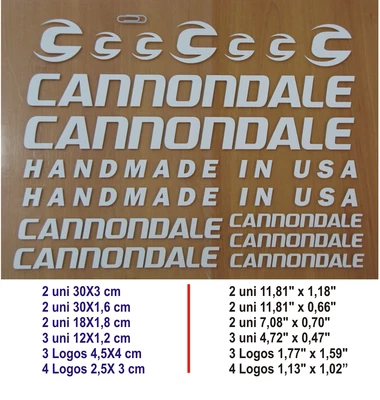 CANNONDALE
CANNONDALE
HANDMADE IN USA
HANDMADE IN USA
CANNONDALE
CANNONDALE
CANNONDALE
CANNONDALE
CANNONDALE
2 uni 30X3 cm
2 uni 30X1,6 cm
2 uni 18X1,8 cm
3 uni 12X1,2 cm
3 Logos 4,5X4 cm
4 Logos 2,5X 3 cm
2 uni 11,81" x 1,18"
2 uni 11,81" x 0,66"
2 uni 7,08" x 0,70"
3 uni 4,72" x 0,47"
3 Logos 1,77" x 1,59"
4 Logos 1,13" x 1,02”